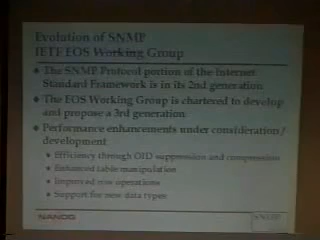 Evolution of SNMP
IETF EOS Working Group
The SNMP Protocol portion of the Internet
Standard Framework is in its 2nd generation
The EOS Working Group is chartered to develop
and propose a 3rd generation
Performance enhancements under consideration /
development
Efficiency through OID suppression and compression
Enhanced table manipulation
Improved row operations
Support for new data types
NANOG
SNMP